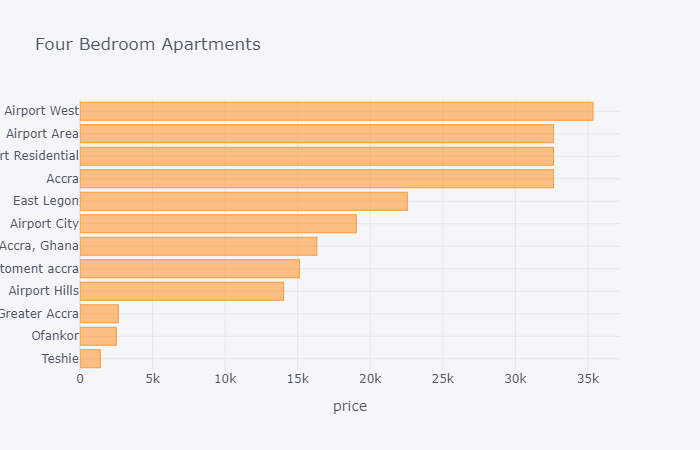 Four Bedroom Apartments
Airport West
Airport Area
rt Residential
Accra
East Legon
Airport City
Accra, Ghana
toment accra
Airport Hills
Greater Accra
Ofankor
Teshie
0 5k 10k 15k 20k 25k 30k 35k
price